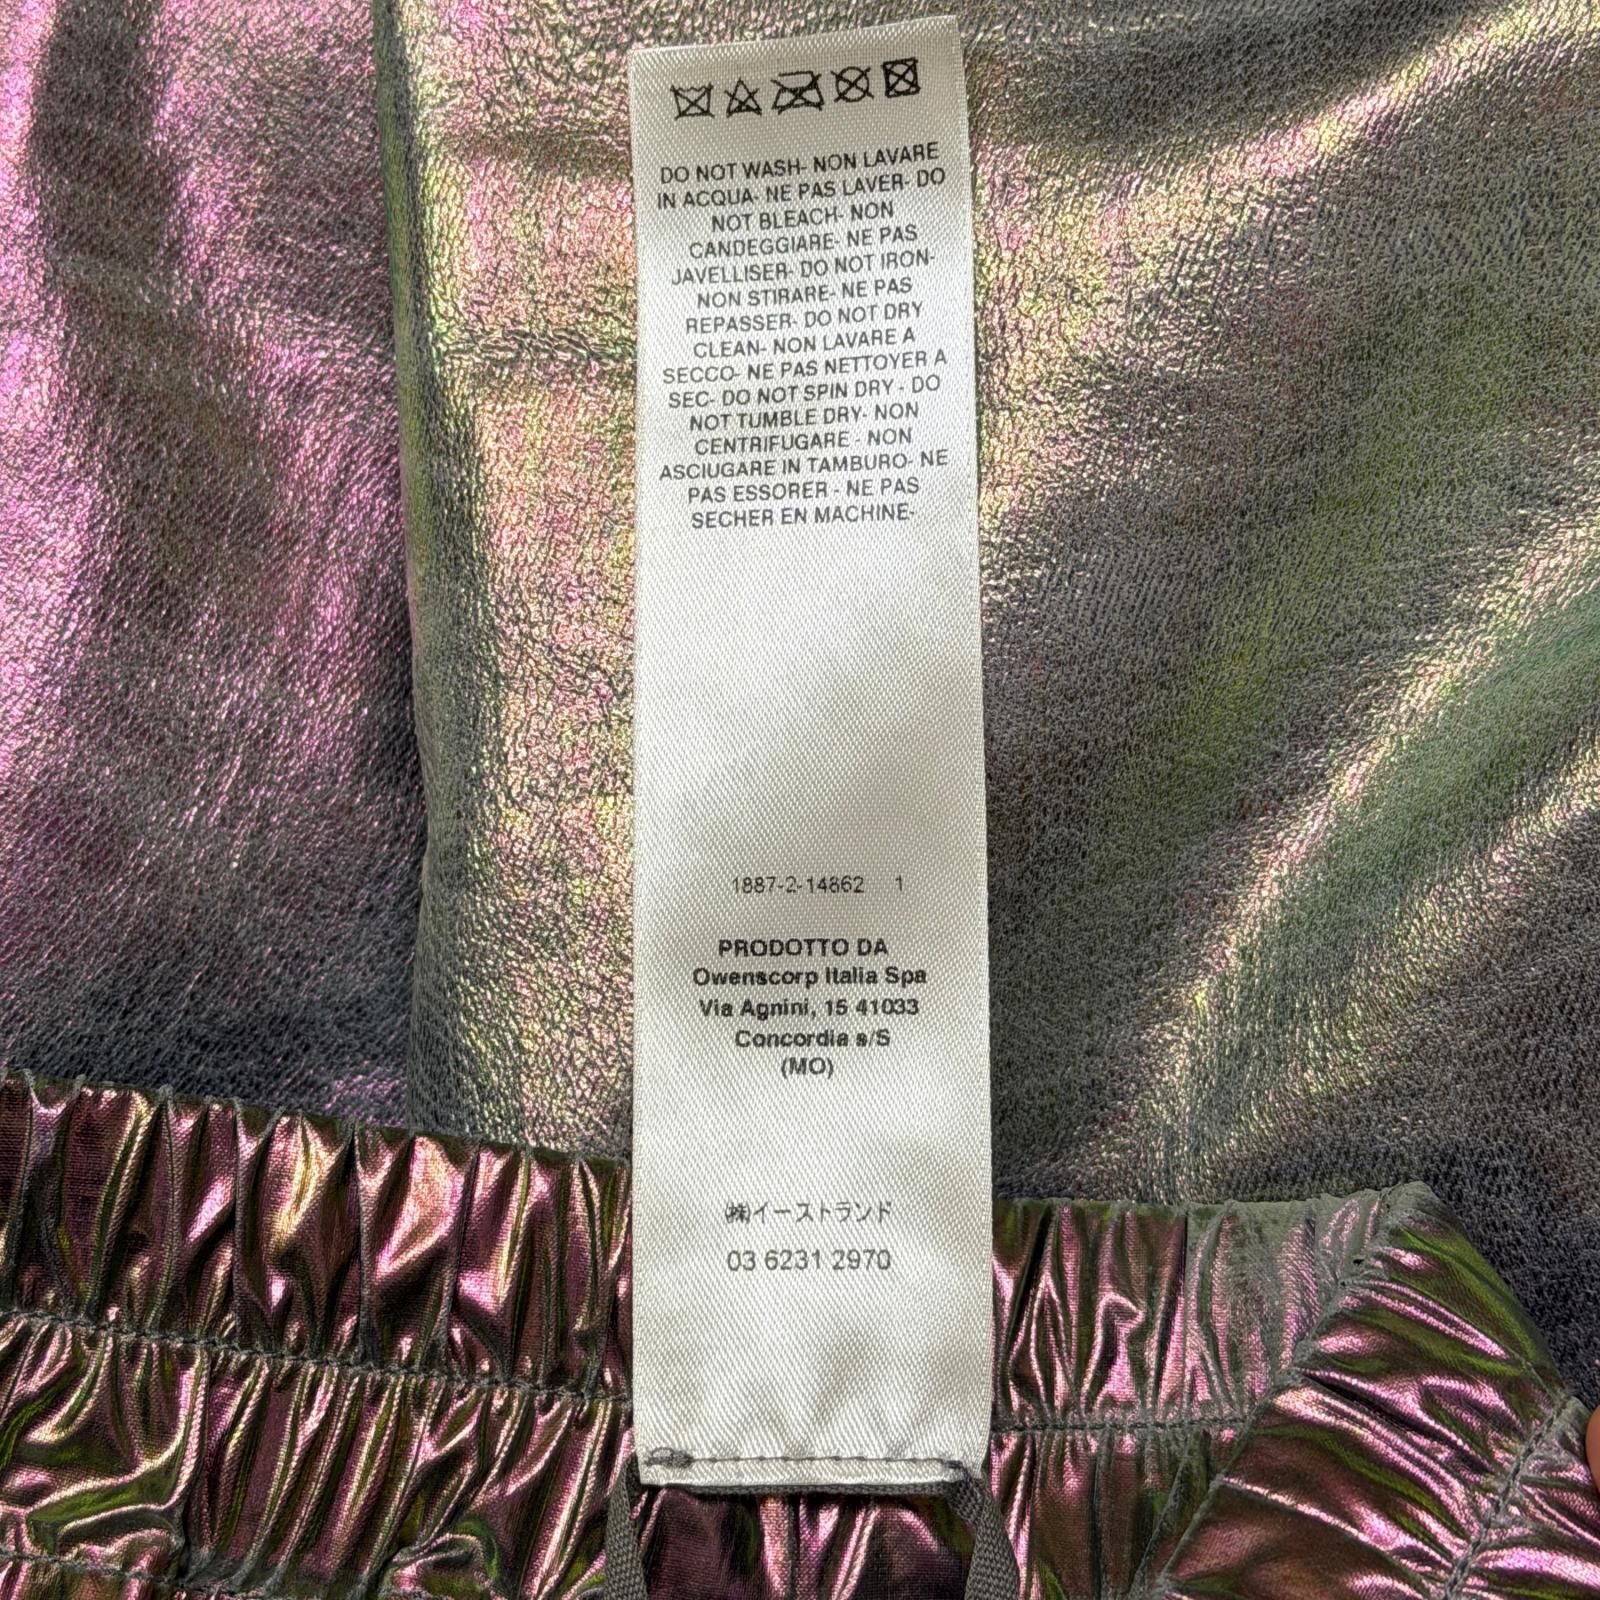 DO NOT WASH- NON LAVARE
IN ACQUA- NE PAS LAVER- DO
NOT BLEACH- NON
CANDEGGIARE- NE PAS
JAVELLISER- DO NOT IRON-
NON STIRARE- NE PAS
REPASSER- DO NOT DRY
CLEAN- NON LAVARE A
SECCO- NE PAS NETTOYER A
SEC- DO NOT SPIN DRY - DO
NOT TUMBLE DRY- NON
CENTRIFUGARE - NON
ASCIUGARE IN TAMBURO- NE
PAS ESSORER - NE PAS
SECHER EN MACHINE-
1887-2-14862 1
PRODOTTO DA
Owenscorp Italia Spa
Via Agnini, 15 41033
Concordia s/S
(MO)
㈱イーストランド
03 6231 2970